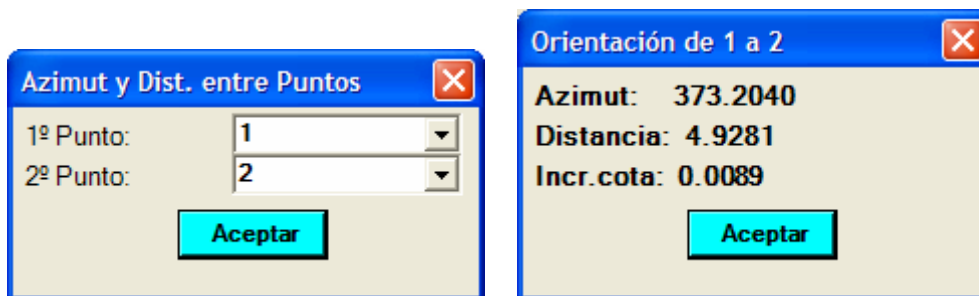 Azimut y Dist. entre Puntos
1º Punto: 1
2º Punto: 2
Aceptar
Orientación de 1 a 2
Azimut: 373.2040
Distancia: 4.9281
Incr.cota: 0.0089
Aceptar